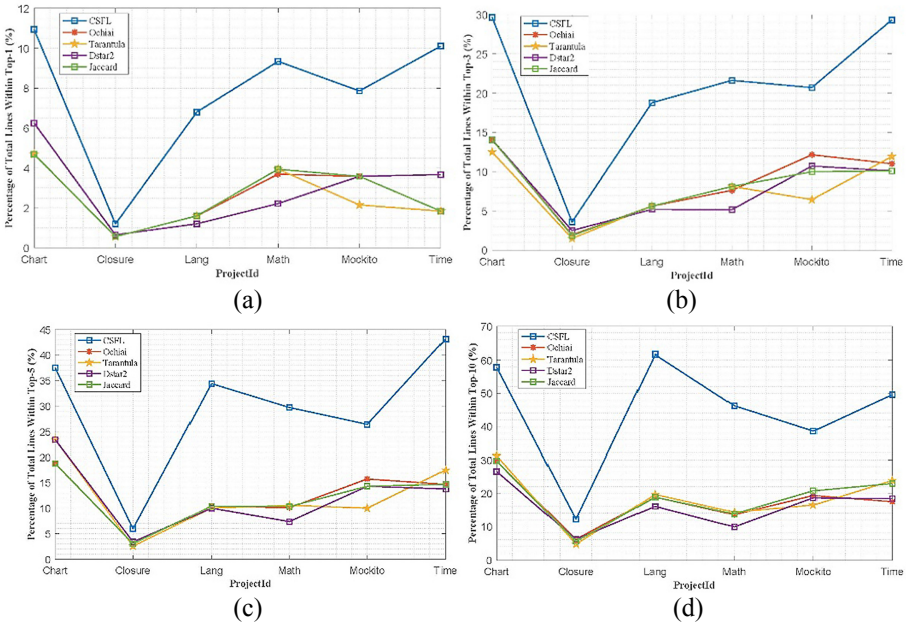 Percentage of Total Lines Within Top-1 (%)
12
10
8
6
4
2
0
CSFL
Ochiai
Tarantula
Dstar2
Jaccard
Chart Closure Lang Math Mockito Time
ProjectId
(a)
Percentage of Total Lines Within Top-3 (%)
30
25
20
15
10
5
0
CSFL
Ochiai
Tarantula
Dstar2
Jaccard
Chart Closure Lang Math Mockito Time
ProjectId
(b)
Percentage of Total Lines Within Top-5 (%)
45
40
35
30
25
20
15
10
5
0
CSFL
Ochiai
Tarantula
Dstar2
Jaccard
Chart Closure Lang Math Mockito Time
ProjectId
(c)
Percentage of Total Lines Within Top-10 (%)
70
60
50
40
30
20
10
0
CSFL
Ochiai
Tarantula
Dstar2
Jaccard
Chart Closure Lang Math Mockito Time
ProjectId
(d)